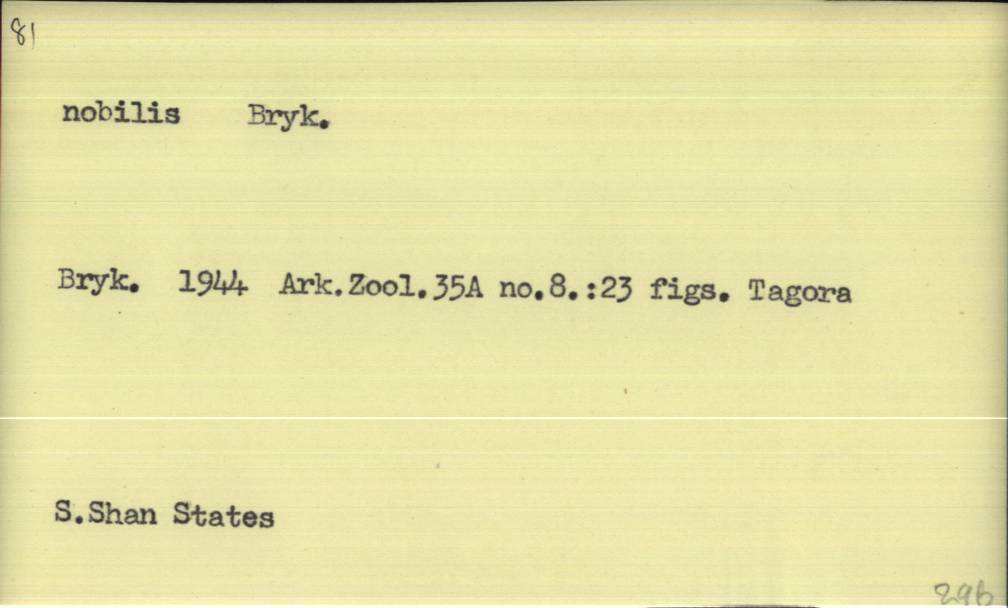 81
nobilis Bryk.
Bryk. 1944 Ark.Zool.35A no.8.:23 figs. Tagora
S.Shan States
296